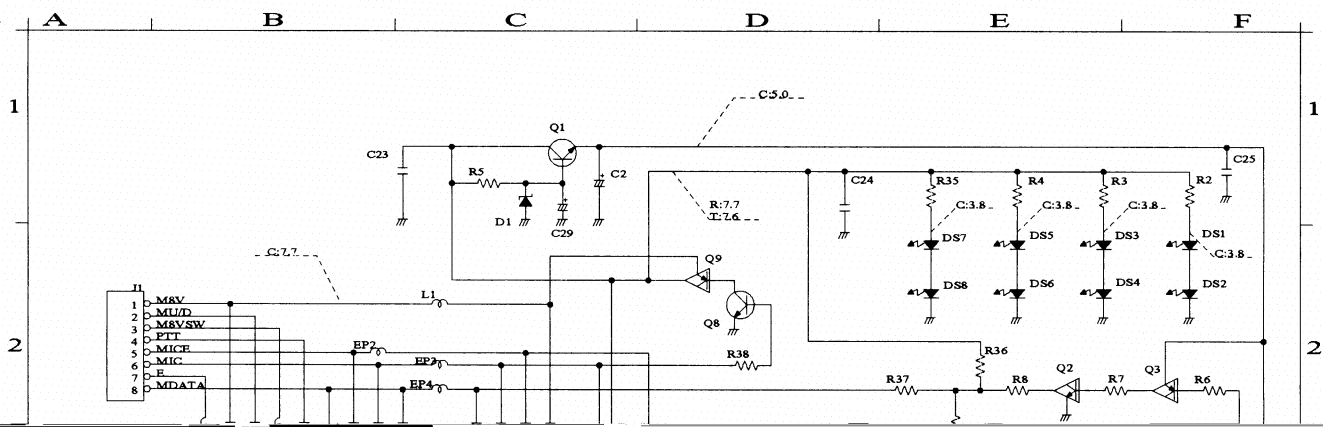 A B C D E F
1 1
C:5.0
Q1
C23 C25
R5 C2 C24 R35 R4 R3 R2
R:7.7
T:7.6
C:3.8 C:3.8 C:3.8
D1
C29
DS7 DS5 DS3 DS1
C:7.7 C:3.8
Q9
J1
L1 DS8 DS6 DS4 DS2
1 M8V
2 MU/D
3 M8VSW
Q8
4 PTT
5 MICE EP2
2 2
6 MIC EP3 R38 R36
7 E
8 MDATA EP4 R37 R8 Q2 R7 Q3 R6